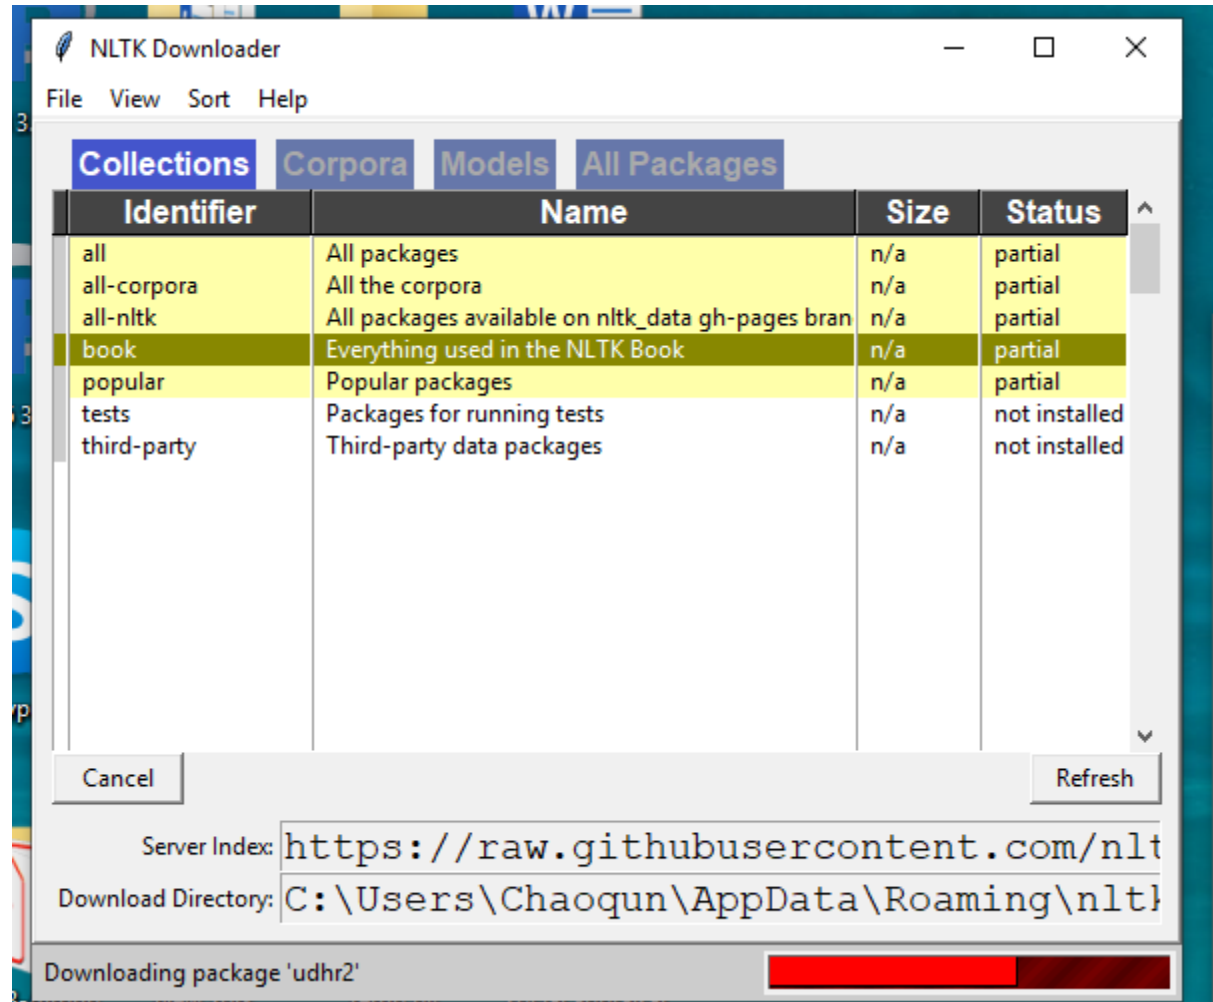 NLTK Downloader
File View Sort Help
Collections Corpora Models All Packages
Identifier Name Size Status
all All packages n/a partial
all-corpora All the corpora n/a partial
all-nltk All packages available on nltk_data gh-pages bran n/a partial
book Everything used in the NLTK Book n/a partial
popular Popular packages n/a partial
tests Packages for running tests n/a not installed
third-party Third-party data packages n/a not installed
Cancel Refresh
Server Index: https://raw.githubusercontent.com/nlt
Download Directory: C:\Users\Chaoqun\AppData\Roaming\nltk
Downloading package 'udhr2'